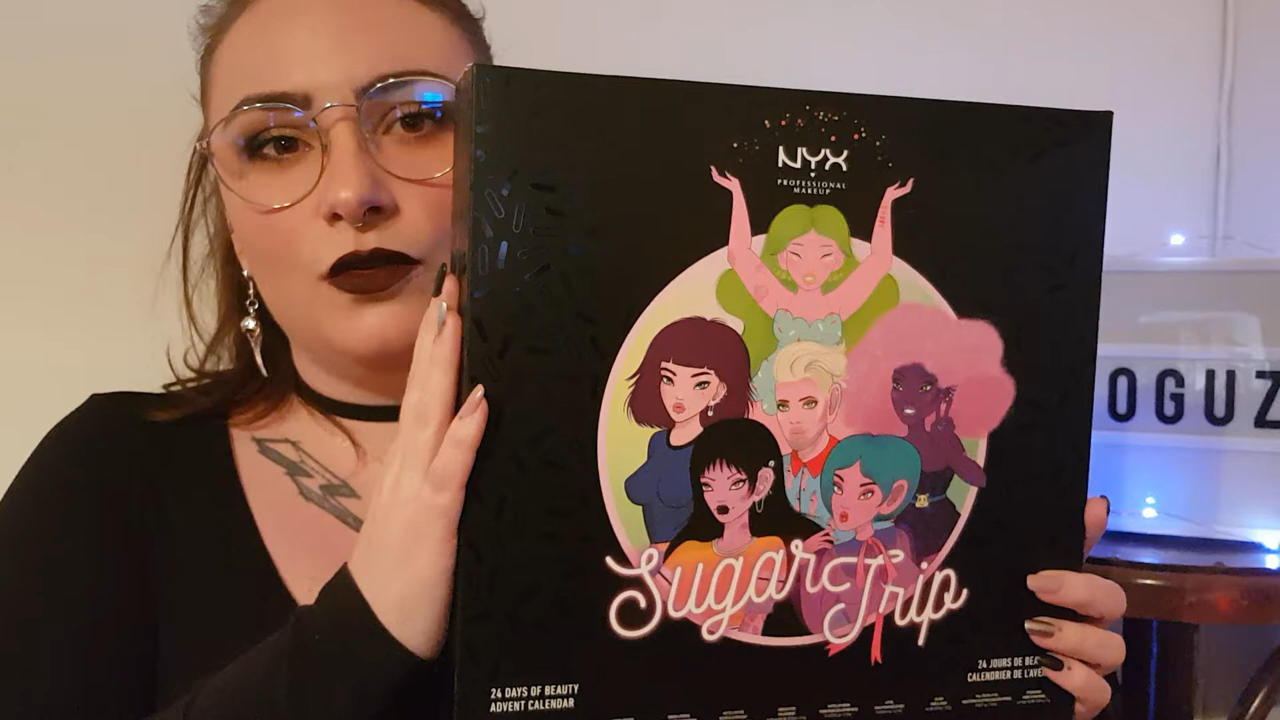 NYX
PROFESSIONAL
MAKEUP
OGUZ
Sugar Trip
24 DAYS OF BEAUTY
ADVENT CALENDAR
24 JOURS DE BEA
CALENDRIER DE L'AVE